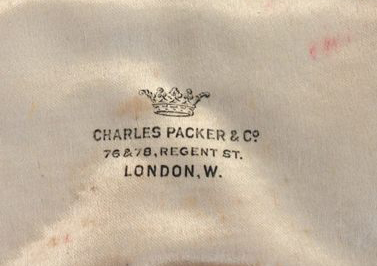 CHARLES PACKER & Co
76 & 78, REGENT ST.
LONDON, W.